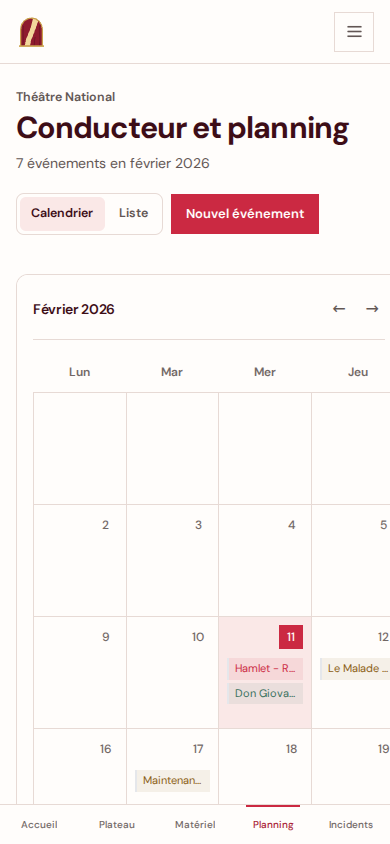 Théâtre National
Conducteur et planning
7 événements en février 2026
Calendrier Liste Nouvel événement
Février 2026 ← →
Lun Mar Mer Jeu
2 3 4 5
9 10 11 12
Hamlet - R... Le Malade ...
Don Giova...
16 17 18 19
Maintenan...
Accueil Plateau Matériel Planning Incidents